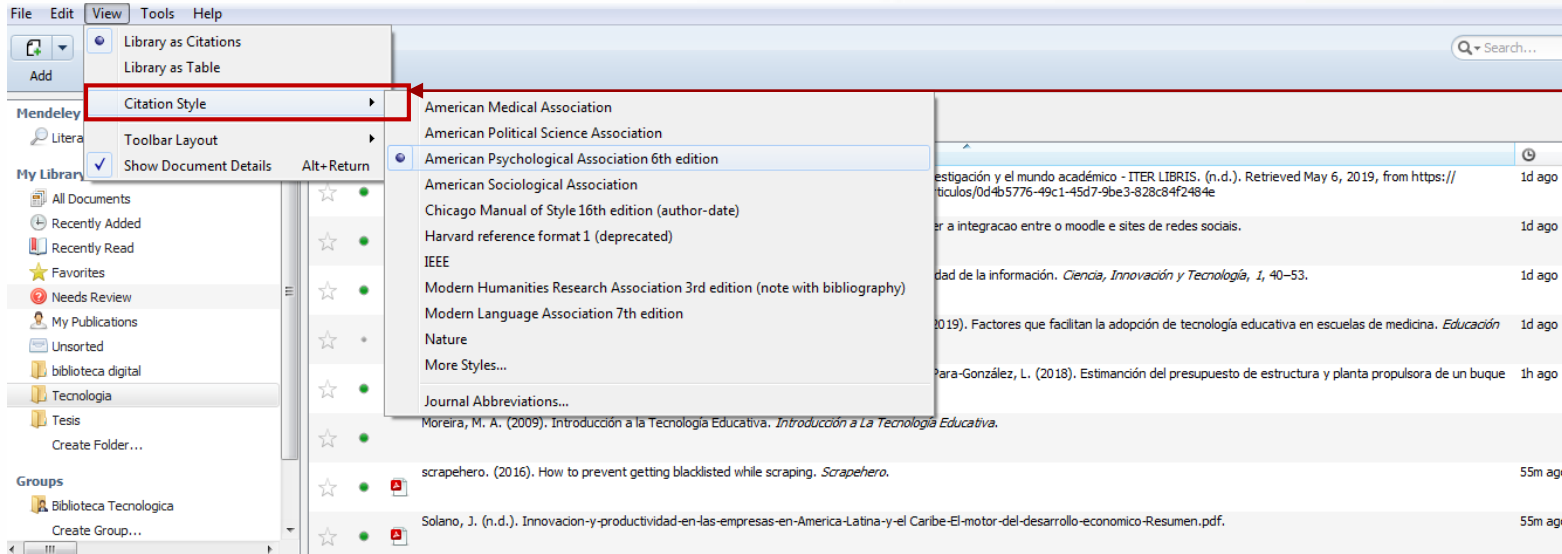 File Edit View Tools Help
Library as Citations
Library as Table
Citation Style
Toolbar Layout
Show Document Details Alt+Return
Add
Search...
American Medical Association
American Political Science Association
American Psychological Association 6th edition
American Sociological Association
Chicago Manual of Style 16th edition (author-date)
Harvard reference format 1 (deprecated)
IEEE
Modern Humanities Research Association 3rd edition (note with bibliography)
Modern Language Association 7th edition
Nature
More Styles...
Journal Abbreviations...
Mendeley
Litera
My Library
All Documents
Recently Added
Recently Read
Favorites
Needs Review
My Publications
Unsorted
biblioteca digital
Tecnologia
Tesis
Create Folder...
Groups
Biblioteca Tecnologica
Create Group...
estigación y el mundo académico - ITER LIBRIS. (n.d.). Retrieved May 6, 2019, from https:// 1d ago
ticulos/0d4b5776-49c1-45d7-9be3-828c84f2484e
er a integracao entre o moodle e sites de redes sociais. 1d ago
dad de la información. Ciencia, Innovación y Tecnología, 1, 40–53. 1d ago
2019). Factores que facilitan la adopción de tecnología educativa en escuelas de medicina. Educación 1d ago
Para-González, L. (2018). Estimanción del presupuesto de estructura y planta propulsora de un buque 1h ago
Moreira, M. A. (2009). Introducción a la Tecnología Educativa. Introducción a La Tecnología Educativa.
scrapehero. (2016). How to prevent getting blacklisted while scraping. Scrapehero. 55m ago
Solano, J. (n.d.). Innovacion-y-productividad-en-las-empresas-en-America-Latina-y-el Caribe-El-motor-del-desarrollo-economico-Resumen.pdf. 55m ago